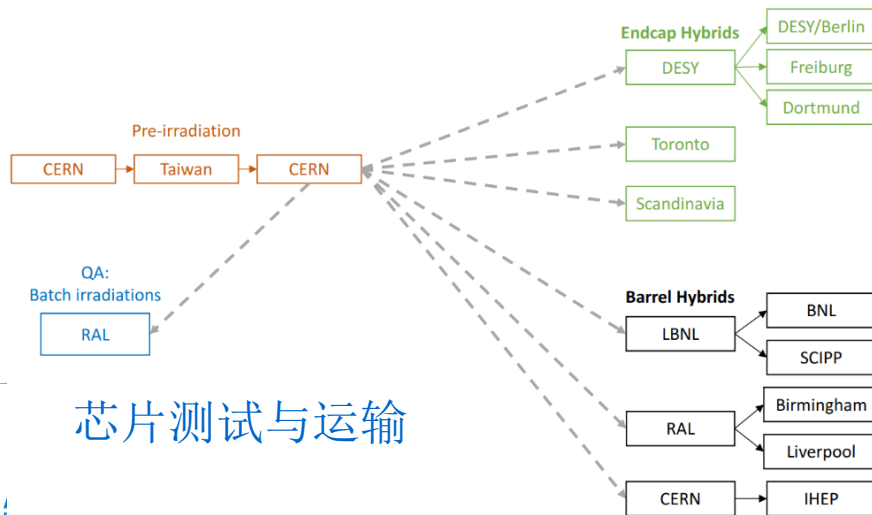 Endcap Hybrids
DESY
DESY/Berlin
Freiburg
Dortmund
Toronto
Scandinavia
Pre-irradiation
CERN
Taiwan
CERN
QA:
Batch irradiations
RAL
Barrel Hybrids
LBNL
BNL
SCIPP
RAL
Birmingham
Liverpool
CERN
IHEP
芯片测试与运输